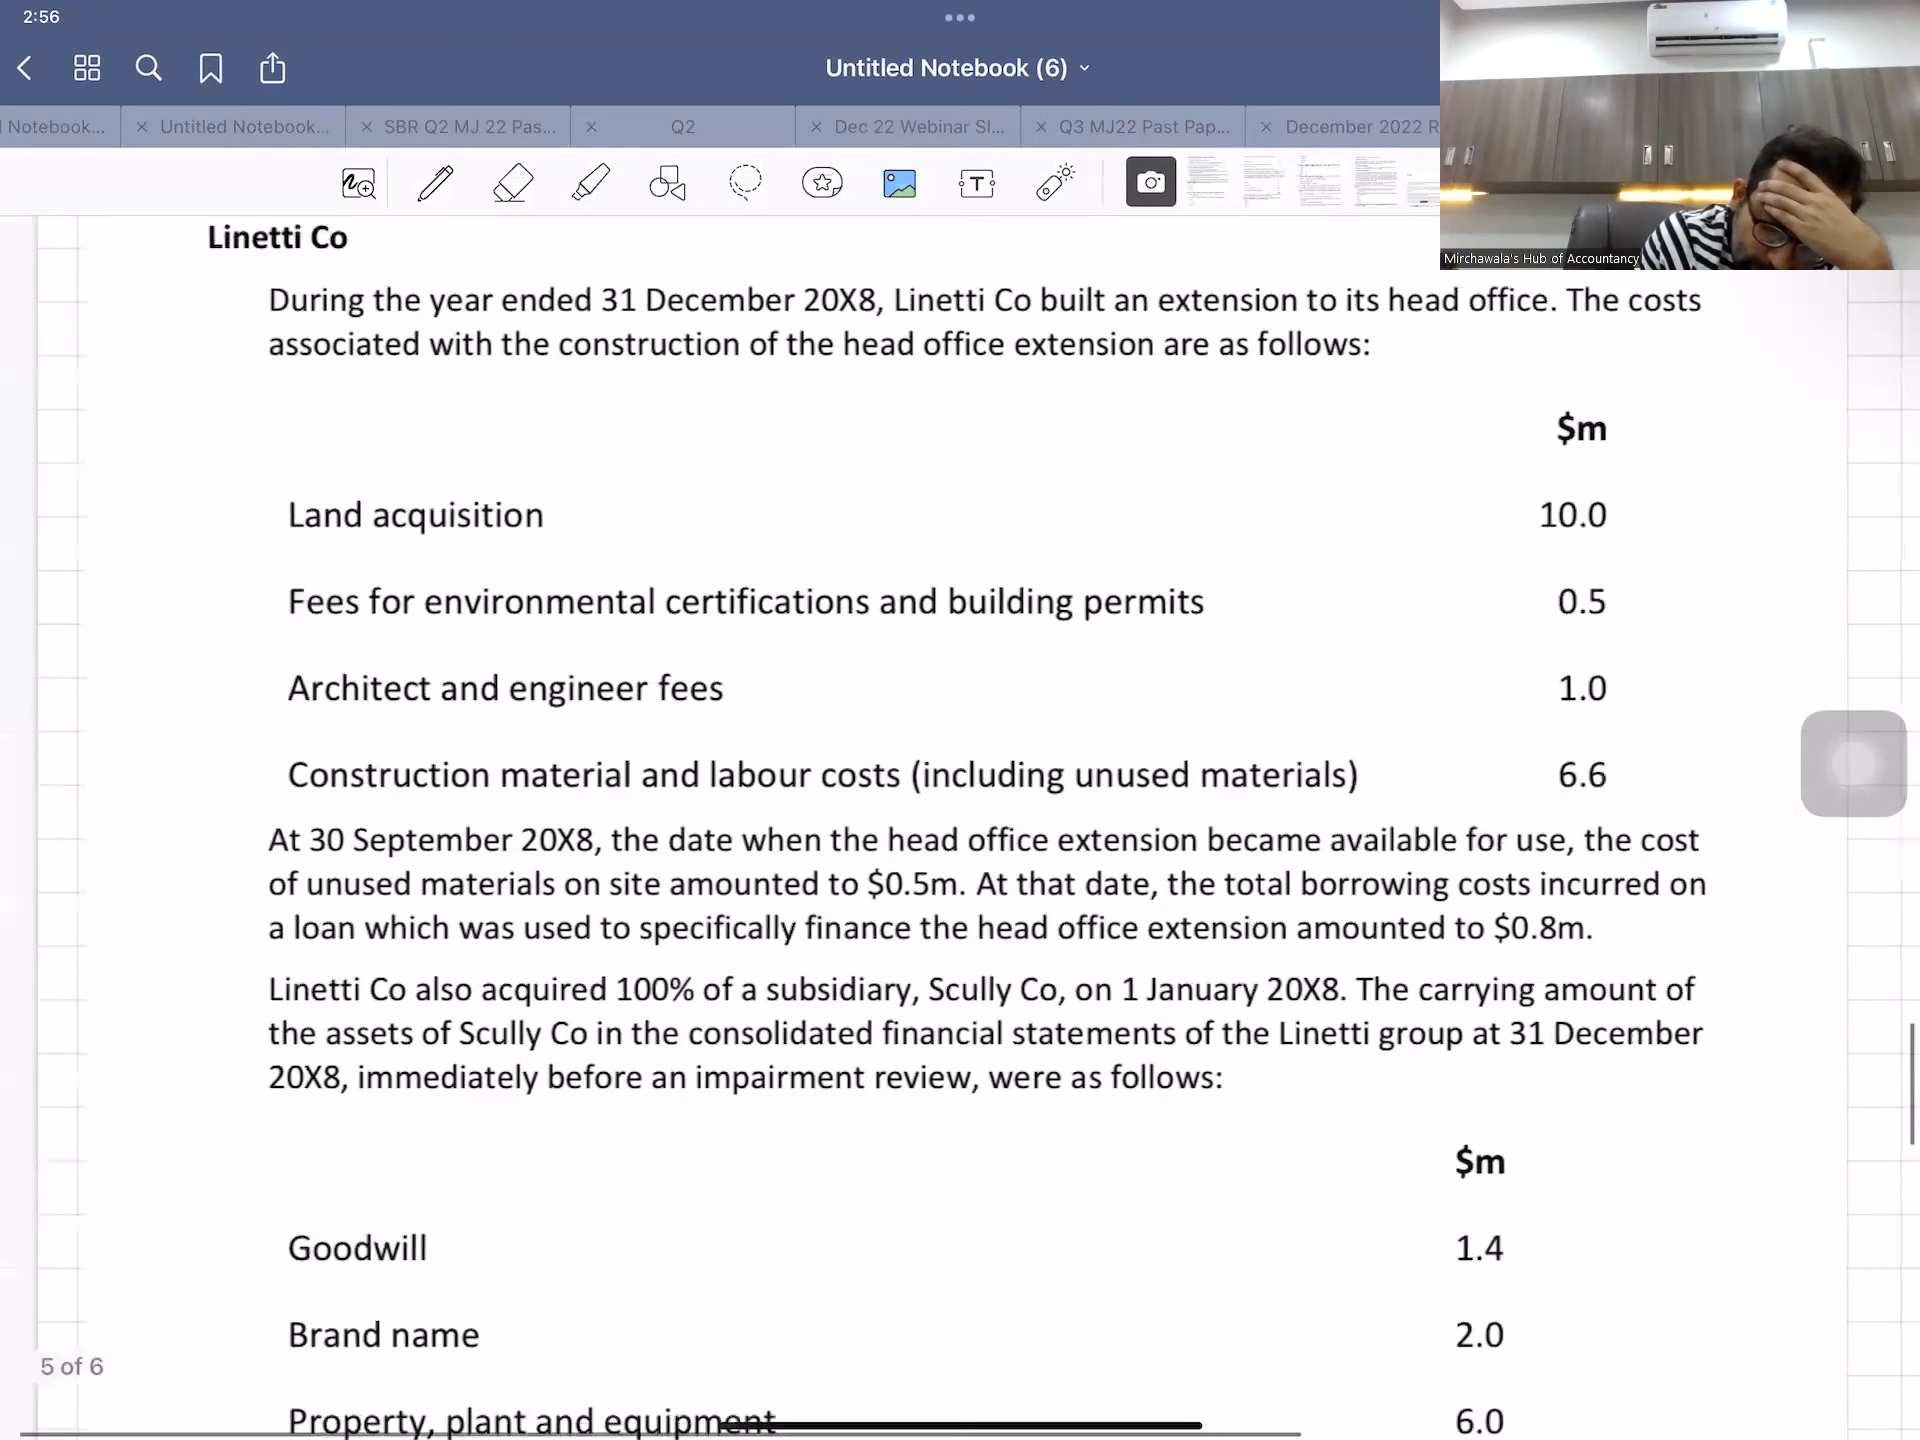 2:56
Untitled Notebook (6)
Notebook...
Untitled Notebook...
SBR Q2 MJ 22 Pas...
Q2
Dec 22 Webinar Sl...
Q3 MJ22 Past Pap...
December 2022 R
T
Mirchawala's Hub of Accountancy
Linetti Co
During the year ended 31 December 20X8, Linetti Co built an extension to its head office. The costs
associated with the construction of the head office extension are as follows:
$m
Land acquisition 10.0
Fees for environmental certifications and building permits 0.5
Architect and engineer fees 1.0
Construction material and labour costs (including unused materials) 6.6
At 30 September 20X8, the date when the head office extension became available for use, the cost
of unused materials on site amounted to $0.5m. At that date, the total borrowing costs incurred on
a loan which was used to specifically finance the head office extension amounted to $0.8m.
Linetti Co also acquired 100% of a subsidiary, Scully Co, on 1 January 20X8. The carrying amount of
the assets of Scully Co in the consolidated financial statements of the Linetti group at 31 December
20X8, immediately before an impairment review, were as follows:
$m
Goodwill 1.4
Brand name 2.0
Property, plant and equipment 6.0
5 of 6